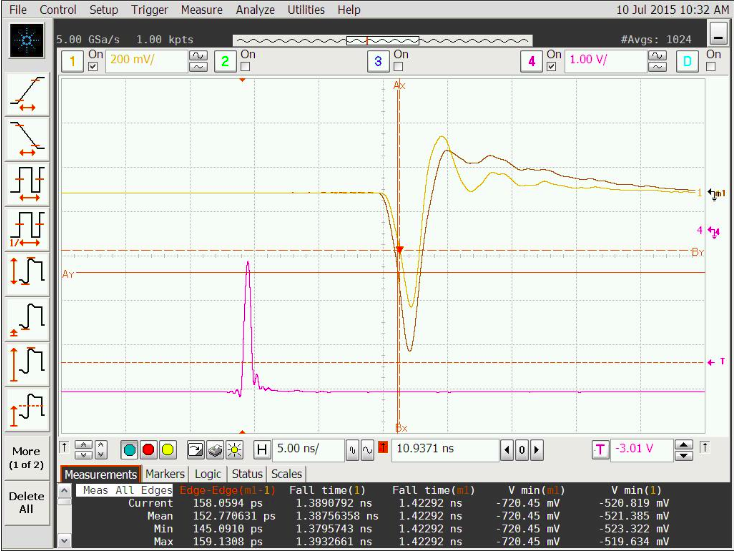 File Control Setup Trigger Measure Analyze Utilities Help 10 Jul 2015 10:32 AM
5.00 GSa/s 1.00 kpts #Avgs: 1024
1 On 200 mV/ 2 On 3 On 4 On 1.00 V/ D On
Ax
1 m1
4 4
BY
AY
T
1/
Bx
More
(1 of 2)
Delete
All
H 5.00 ns/ 10.9371 ns 0 T -3.01 V
Measurements Markers Logic Status Scales
Meas All Edges Edge-Edge(m1-1) Fall time(1) Fall time(m1) V min(m1) V min(1)
Current 158.0594 ps 1.3890792 ns 1.42292 ns -720.45 mV -520.819 mV
Mean 152.770631 ps 1.38756358 ns 1.42292 ns -720.45 mV -521.385 mV
Min 145.0910 ps 1.3795743 ns 1.42292 ns -720.45 mV -523.322 mV
Max 159.1308 ps 1.3932661 ns 1.42292 ns -720.45 mV -519.634 mV